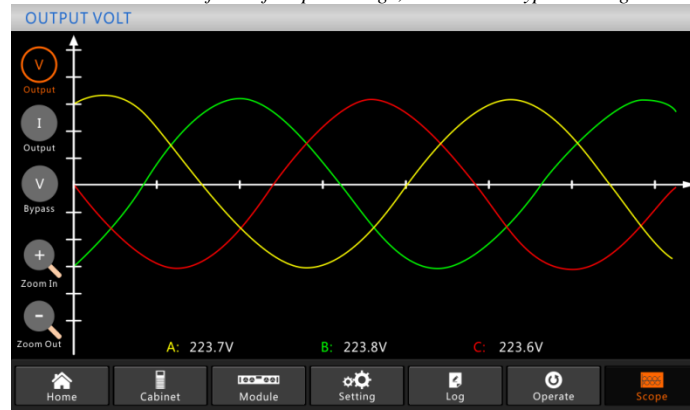 OUTPUT VOLT
V
Output
I
Output
V
Bypass
+
Zoom In
-
Zoom Out
A: 223.7V B: 223.8V C: 223.6V
Home Cabinet Module Setting Log Operate Scope